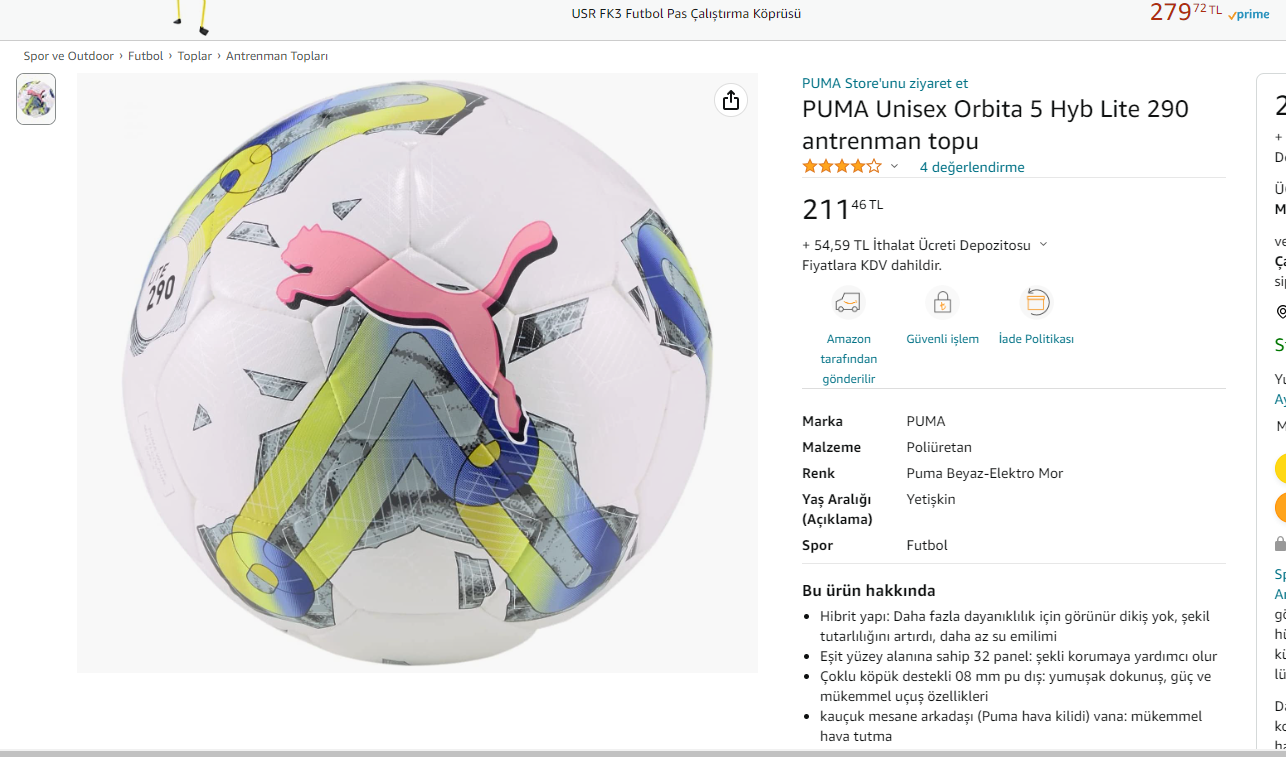 USR FK3 Futbol Pas Çalıştırma Köprüsü
279 72 TL prime
Spor ve Outdoor › Futbol › Toplar › Antrenman Topları
PUMA Store'unu ziyaret et
PUMA Unisex Orbita 5 Hyb Lite 290
antrenman topu
4 değerlendirme
211 46 TL
+ 54,59 TL İthalat Ücreti Depozitosu
Fiyatlara KDV dahildir.
Amazon
tarafından
gönderilir
Güvenli işlem
İade Politikası
Marka PUMA
Malzeme Poliüretan
Renk Puma Beyaz-Elektro Mor
Yaş Aralığı
(Açıklama) Yetişkin
Spor Futbol
Bu ürün hakkında
Hibrit yapı: Daha fazla dayanıklılık için görünür dikiş yok, şekil
tutarlılığını artırdı, daha az su emilimi
Eşit yüzey alanına sahip 32 panel: şekli korumaya yardımcı olur
Çoklu köpük destekli 08 mm pu dış: yumuşak dokunuş, güç ve
mükemmel uçuş özellikleri
kauçuk mesane arkadaşı (Puma hava kilidi) vana: mükemmel
hava tutma
290